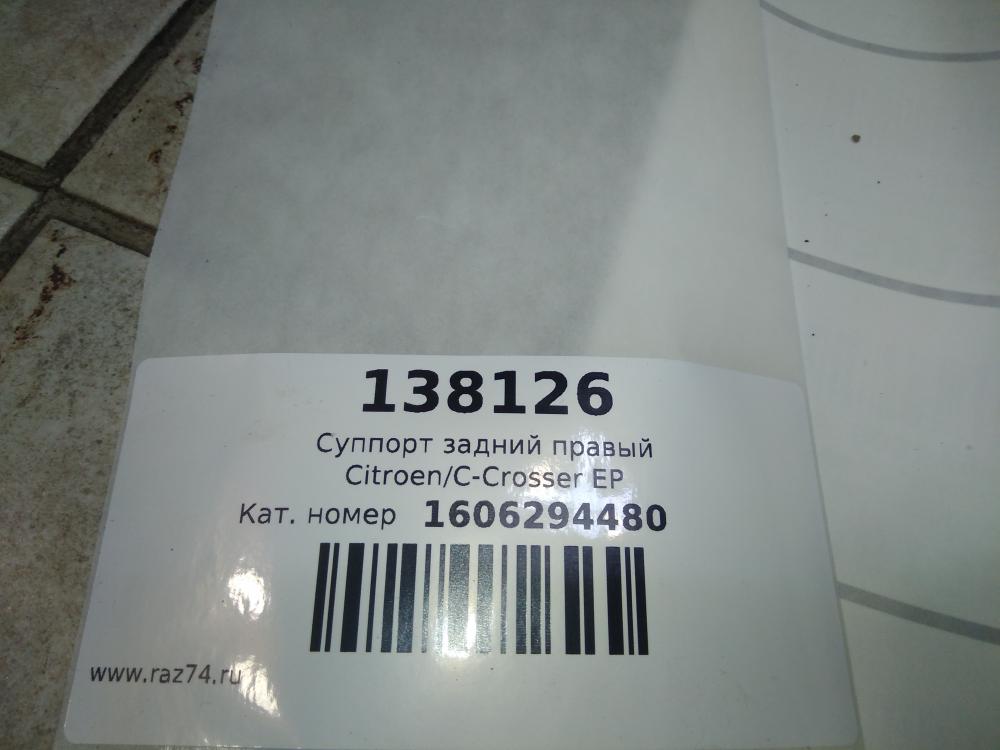 138126
Суппорт задний правый
Citroen/C-Crosser EP
Кат. номер 1606294480
www.raz74.ru